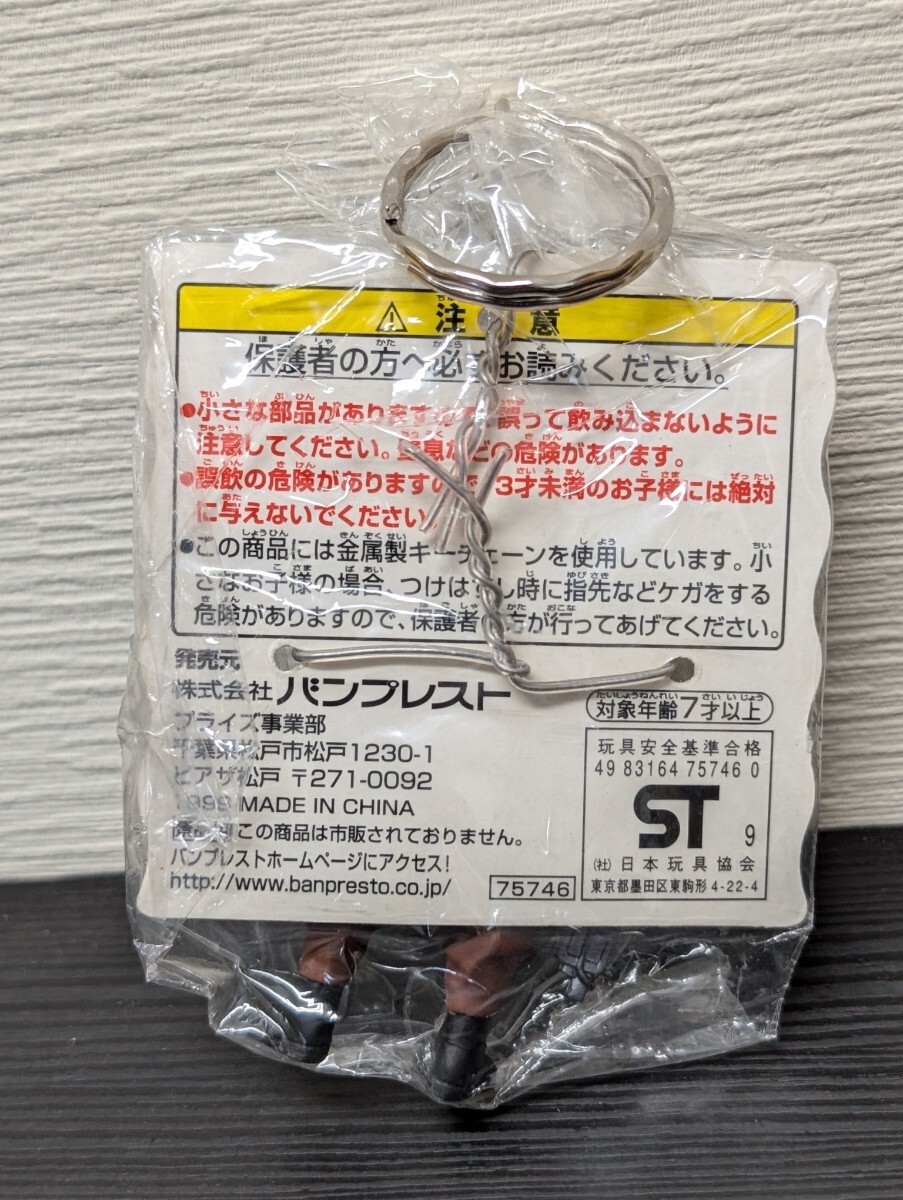 ⚠ 注 意
保護者の方へ必 お読みください。
●小さな部品がありますので 誤って飲み込まないように
注意してください。窒息などの危険があります。
●誤飲の危険がありますので 3才未満のお子様には絶対
に与えないでください。
●この商品には金属製キーチェーンを使用しています。小
さなお子様の場合、つけはずし時に指先などケガをする
危険がありますので、保護者の方が行ってあげてください。
発売元
株式会社 バンプレスト
プライズ事業部
千葉県松戸市松戸1230-1
ピアザ松戸 〒271-0092
1999 MADE IN CHINA
この商品は市販されておりません。
バンプレストホームページにアクセス!
http://www.banpresto.co.jp/
75746
対象年齢7才以上
玩具安全基準合格
49 83164 75746 0
ST 9
(社)日本玩具協会
東京都墨田区東駒形4-22-4